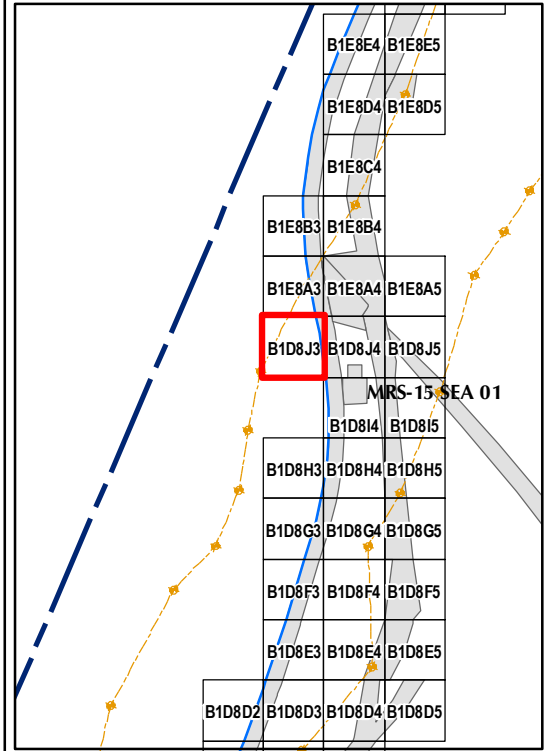 B1E8E4 B1E8E5
B1E8D4 B1E8D5
B1E8C4
B1E8B3 B1E8B4
B1E8A3 B1E8A4 B1E8A5
B1D8J3 B1D8J4 B1D8J5
MRS-15 SEA 01
B1D8I4 B1D8I5
B1D8H3 B1D8H4 B1D8H5
B1D8G3 B1D8G4 B1D8G5
B1D8F3 B1D8F4 B1D8F5
B1D8E3 B1D8E4 B1D8E5
B1D8D2 B1D8D3 B1D8D4 B1D8D5